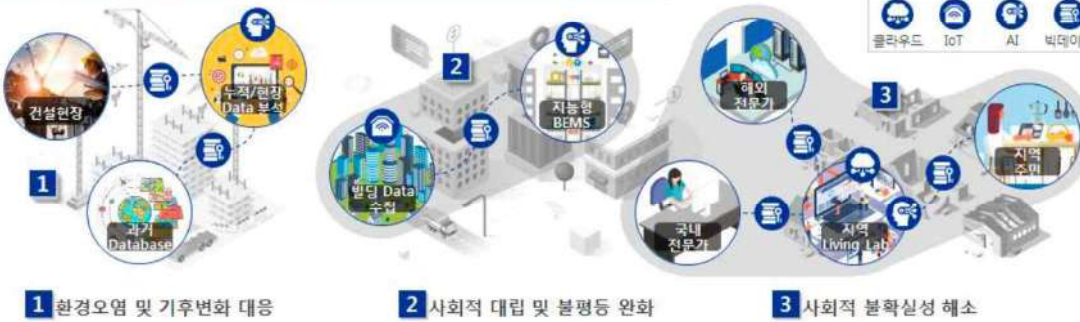 클라우드 IoT AI 빅데이
건설현장
누적/현장
Data 분석
1
과거
Database
2
지능형
BEMS
빌딩 Data
수집
해외
전문가
3
지역
주민
국내
전문가
지역
Living Lab
1 환경오염 및 기후변화 대응
2 사회적 대립 및 불평등 완화
3 사회적 불확실성 해소